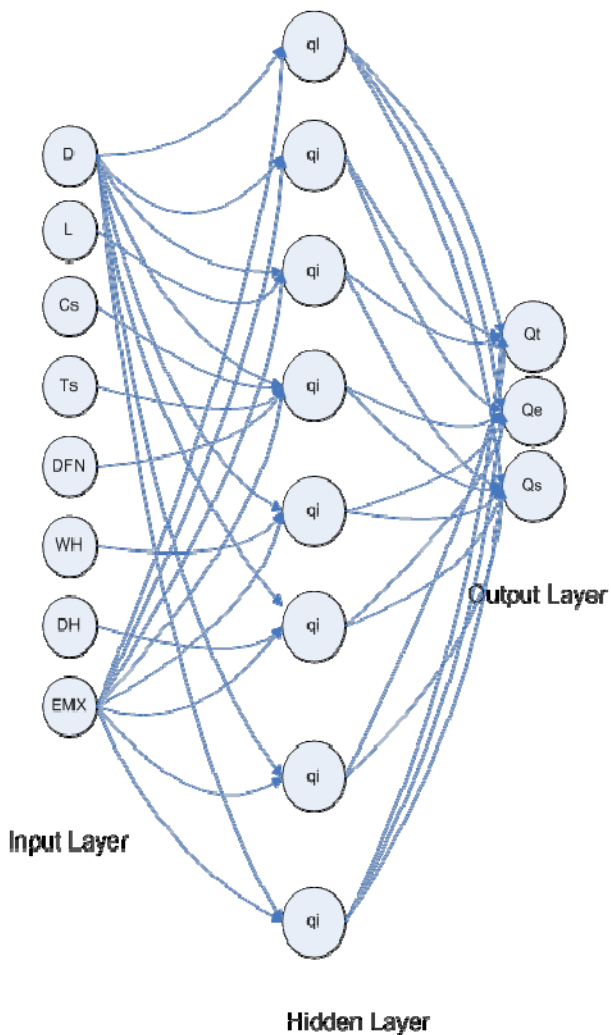 ql
D
qi
L
qi
Cs
Qt
Ts
qi
Qe
DFN
Qs
qi
WH
Output Layer
DH
qi
EMX
qi
Input Layer
qi
Hidden Layer